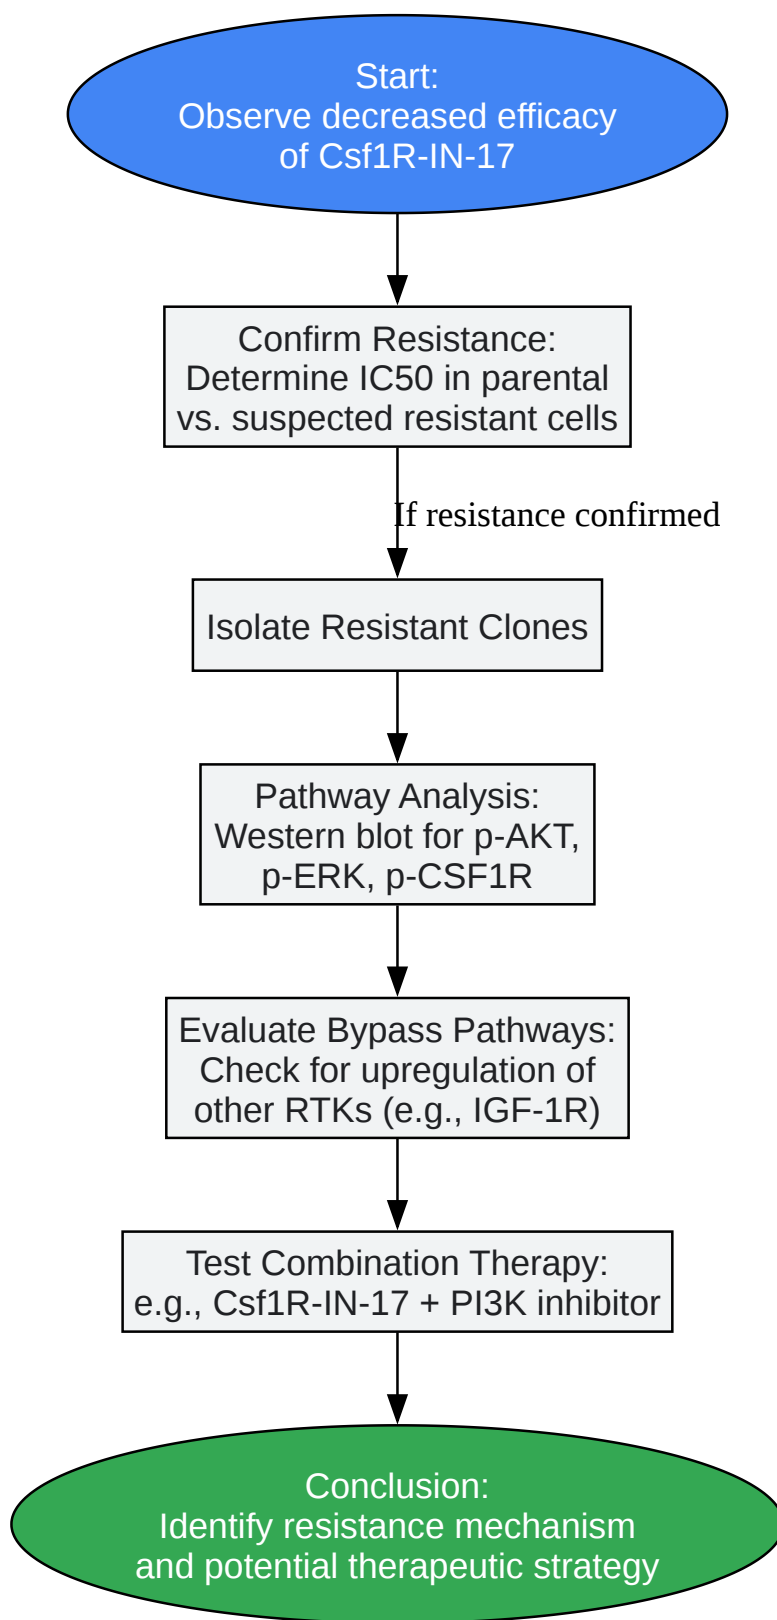 Start:
Observe decreased efficacy
of Csf1R-IN-17
Confirm Resistance:
Determine IC50 in parental
vs. suspected resistant cells
If resistance confirmed
Isolate Resistant Clones
Pathway Analysis:
Western blot for p-AKT,
p-ERK, p-CSF1R
Evaluate Bypass Pathways:
Check for upregulation of
other RTKs (e.g., IGF-1R)
Test Combination Therapy:
e.g., Csf1R-IN-17 + PI3K inhibitor
Conclusion:
Identify resistance mechanism
and potential therapeutic strategy